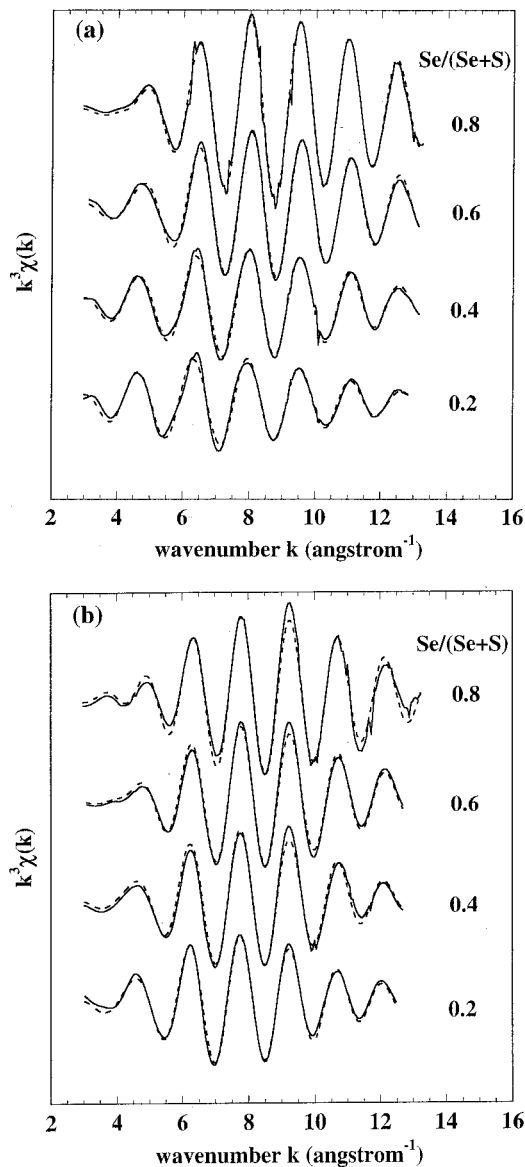 (a)
Se/(Se+S)
0.8
0.6
0.4
0.2
k³χ(k)
2 4 6 8 10 12 14 16
wavenumber k (angstrom⁻¹)
(b)
Se/(Se+S)
0.8
0.6
0.4
0.2
k³χ(k)
2 4 6 8 10 12 14 16
wavenumber k (angstrom⁻¹)